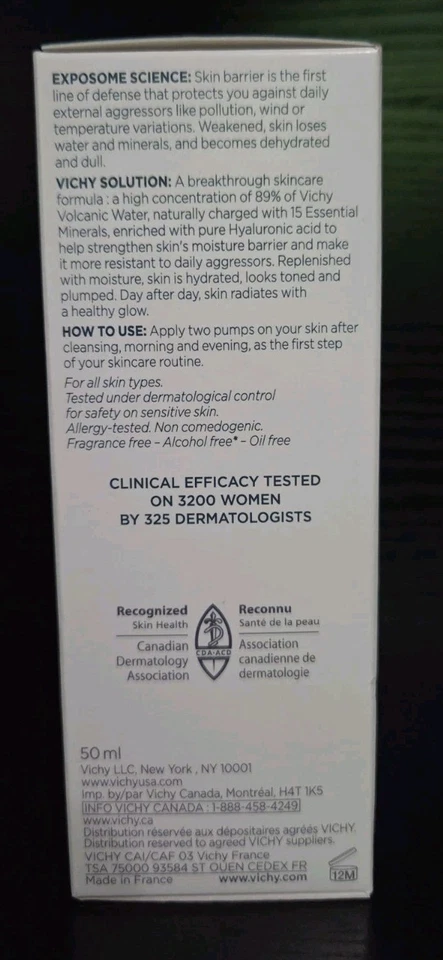 EXPOSOME SCIENCE: Skin barrier is the first
line of defense that protects you against daily
external aggressors like pollution, wind or
temperature variations. Weakened, skin loses
water and minerals, and becomes dehydrated
and dull.
VICHY SOLUTION: A breakthrough skincare
formula : a high concentration of 89% of Vichy
Volcanic Water, naturally charged with 15 Essential
Minerals, enriched with pure Hyaluronic acid to
help strengthen skin's moisture barrier and make
it more resistant to daily aggressors. Replenished
with moisture, skin is hydrated, looks toned and
plumped. Day after day, skin radiates with
a healthy glow.
HOW TO USE: Apply two pumps on your skin after
cleansing, morning and evening, as the first step
of your skincare routine.
For all skin types.
Tested under dermatological control
for safety on sensitive skin.
Allergy-tested. Non comedogenic.
Fragrance free – Alcohol free* – Oil free
CLINICAL EFFICACY TESTED
ON 3200 WOMEN
BY 325 DERMATOLOGISTS
Recognized
Skin Health
Canadian
Dermatology
Association
CDA-ACD
Reconnu
Santé de la peau
Association
canadienne de
dermatologie
50 ml
Vichy LLC, New York , NY 10001
www.vichyusa.com
Imp. by/par Vichy Canada, Montréal, H4T 1K5
INFO VICHY CANADA : 1-888-458-4249
www.vichy.ca
Distribution réservée aux dépositaires agréés VICHY.
Distribution reserved to agreed VICHY suppliers.
VICHY CAI/CAF 03 Vichy France
TSA 75000 93584 ST OUEN CEDEX FR
Made in France www.vichy.com
12M